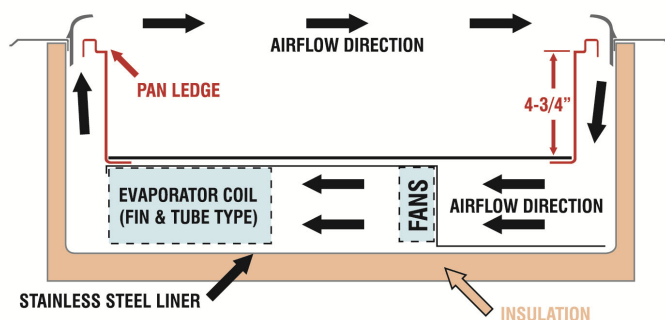 AIRFLOW DIRECTION
PAN LEDGE
4-3/4”
EVAPORATOR COIL
(FIN & TUBE TYPE)
FANS
AIRFLOW DIRECTION
STAINLESS STEEL LINER
INSULATION